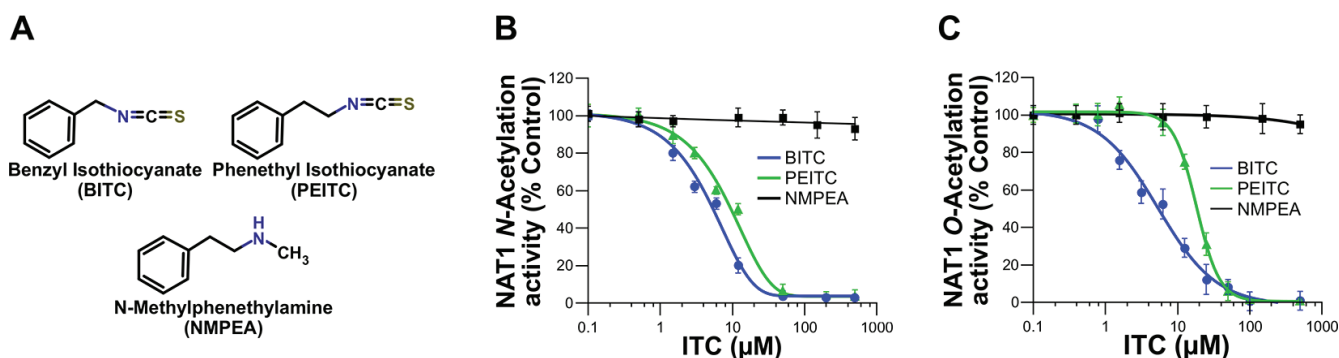 A
N=C=S
N=C=S
Benzyl Isothiocyanate
(BITC)
Phenethyl Isothiocyanate
(PEITC)
H
N
CH3
N-Methylphenethylamine
(NMPEA)
B
NAT1 N-Acetylation
activity (% Control)
120
100
80
60
40
20
0
BITC
PEITC
NMPEA
0.1
1
10
100
1000
ITC (µM)
C
NAT1 O-Acetylation
activity (% Control)
120
100
80
60
40
20
0
BITC
PEITC
NMPEA
0.1
1
10
100
1000
ITC (µM)